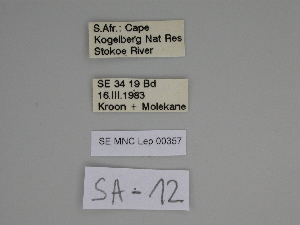 S.Afr.: Cape
Kogelberg Nat Res
Stokoe River
SE 34 19 Bd
16.III.1983
Kroon + Molekane
SE MNC Lep 00357
SA-12